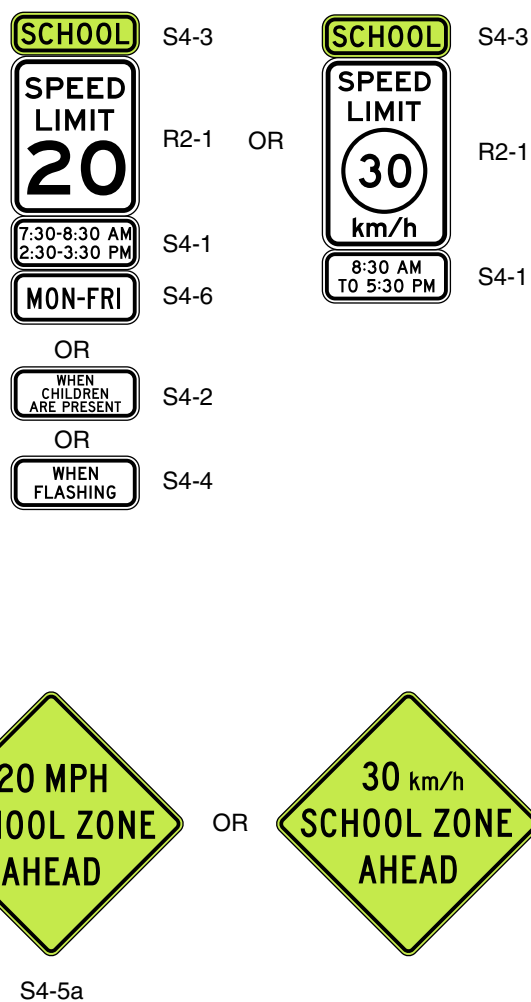 SCHOOL
S4-3
SPEED
LIMIT
20
R2-1
7:30-8:30 AM
2:30-3:30 PM
S4-1
MON-FRI
S4-6
OR
WHEN
CHILDREN
ARE PRESENT
S4-2
OR
WHEN
FLASHING
S4-4
OR
SCHOOL
S4-3
SPEED
LIMIT
30
km/h
R2-1
8:30 AM
TO 5:30 PM
S4-1
20 MPH
HOOL ZONE
AHEAD
S4-5a
OR
30 km/h
SCHOOL ZONE
AHEAD